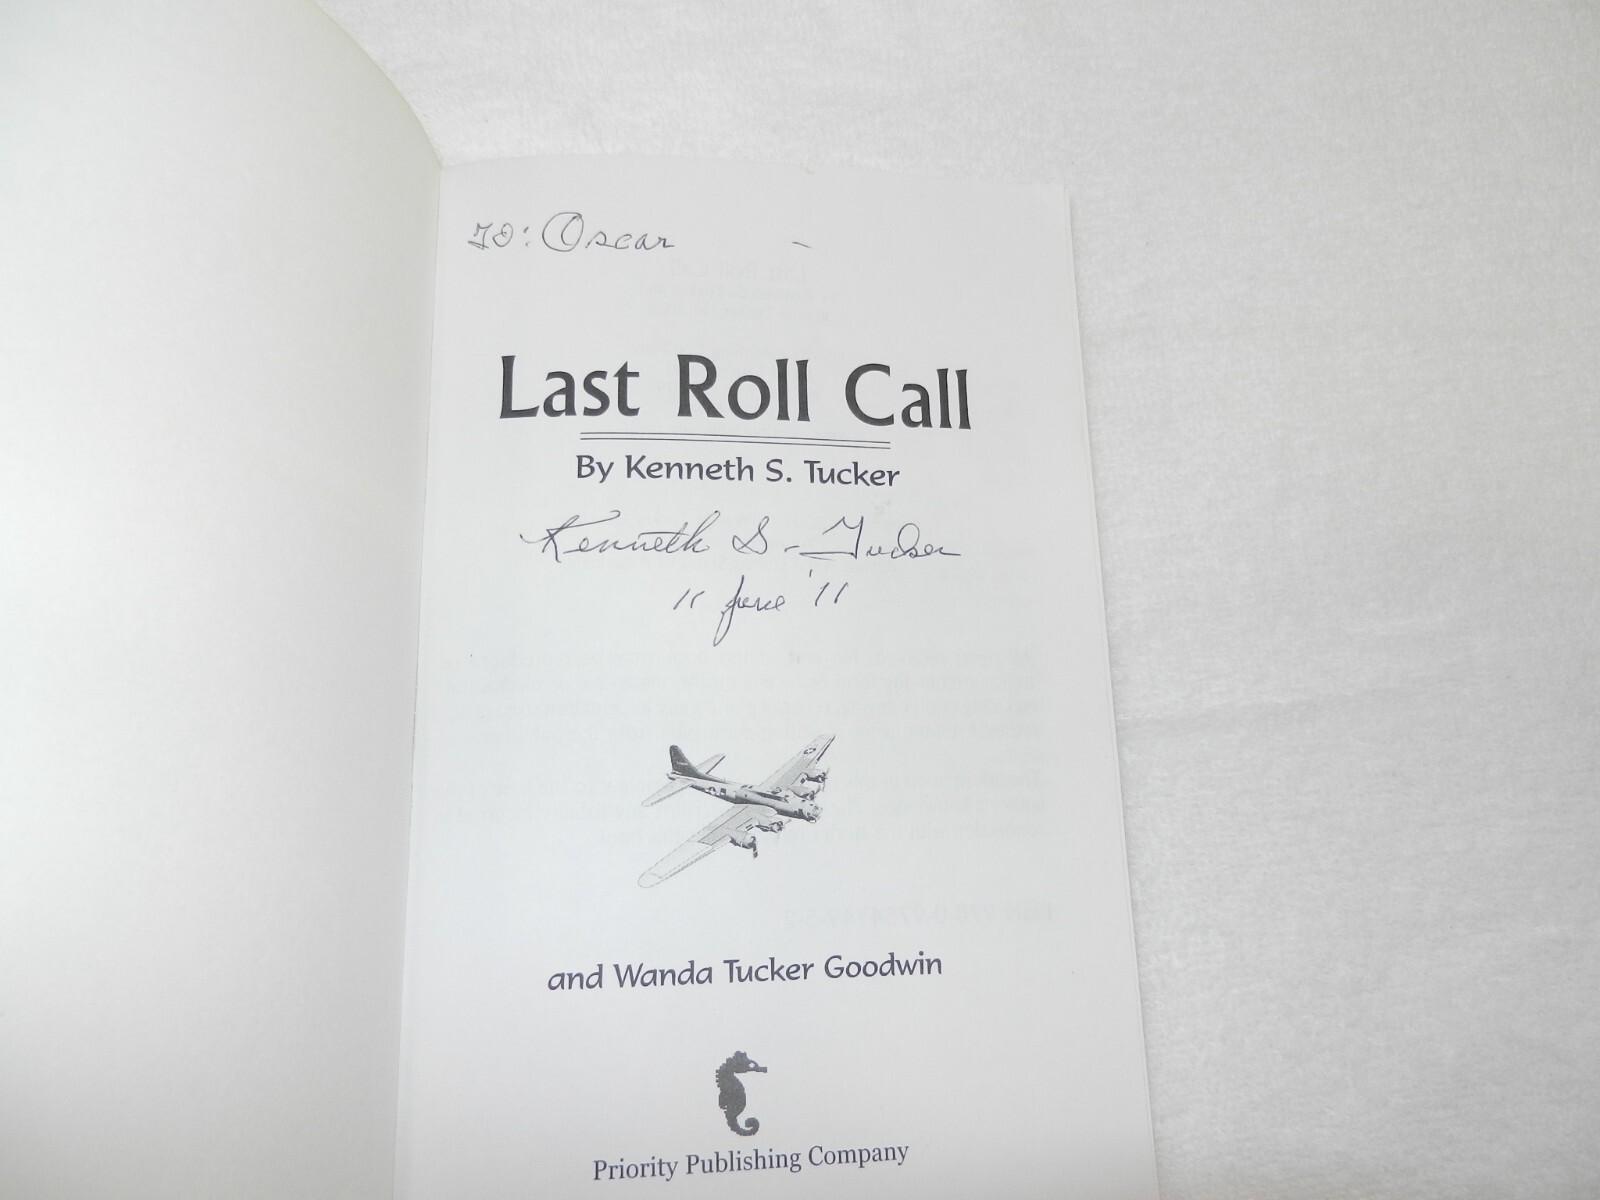 To: Oscar -
Last Roll Call
By Kenneth S. Tucker
Kenneth S. Tucker
11 June '11
and Wanda Tucker Goodwin
Priority Publishing Company